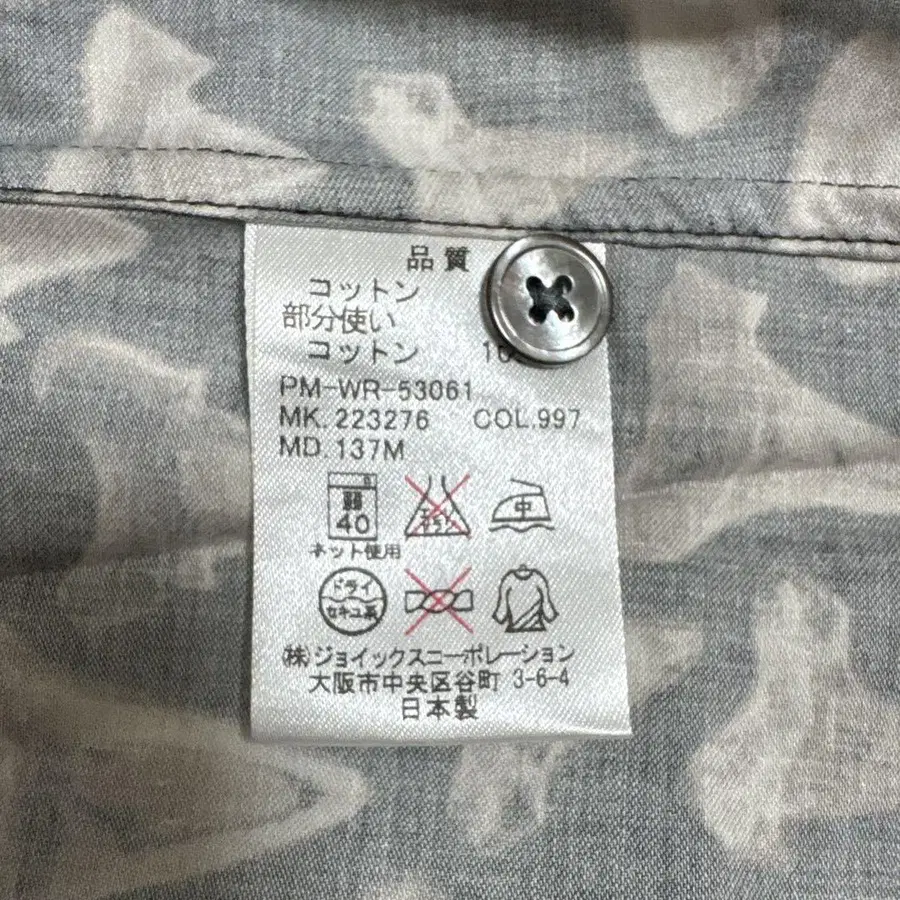 品質
コットン
部分使い
コットン
PM-WR-53061
MK.223276 COL.997
MD.137M
弱
40
中
ネット使用
ドライ
セキユ系
(株)ジョイックスコーポレーション
大阪市中央区谷町 3-6-4
日本製